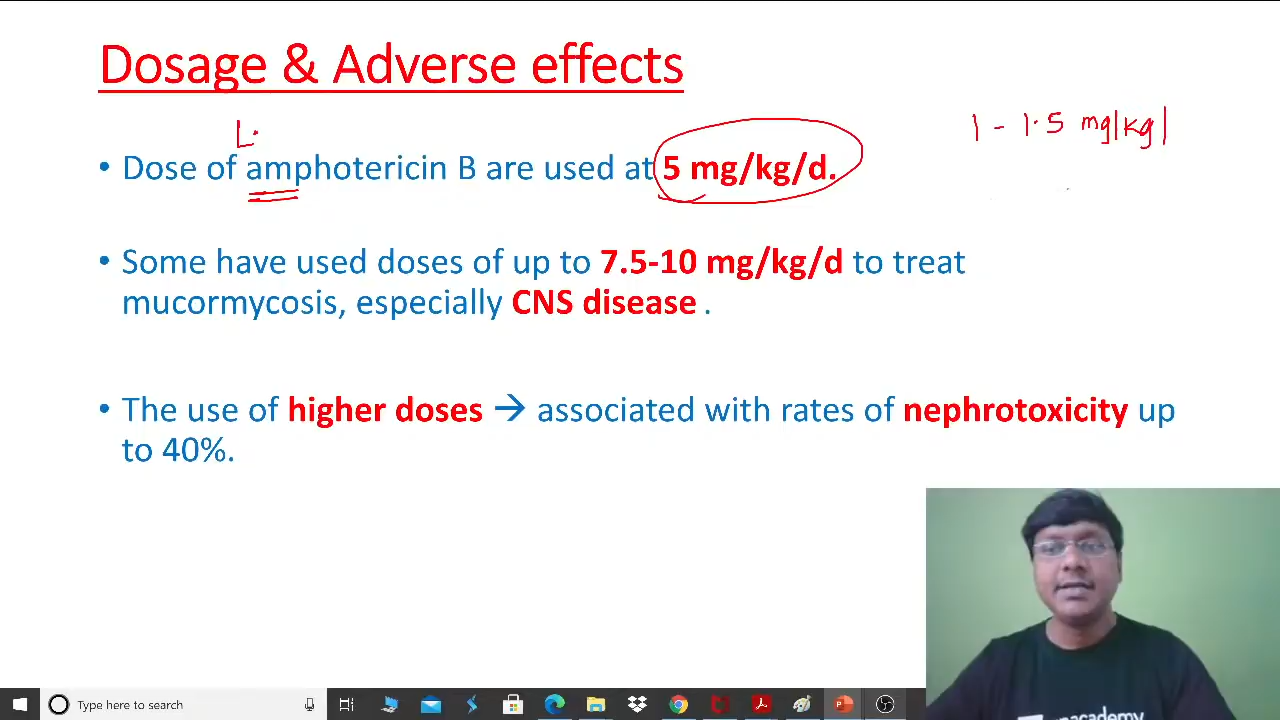 Dosage & Adverse effects
L.
1 - 1.5 mg/kg/
• Dose of amphotericin B are used at 5 mg/kg/d.
• Some have used doses of up to 7.5-10 mg/kg/d to treat
mucormycosis, especially CNS disease .
• The use of higher doses → associated with rates of nephrotoxicity up
to 40%.
unacademy
Type here to search